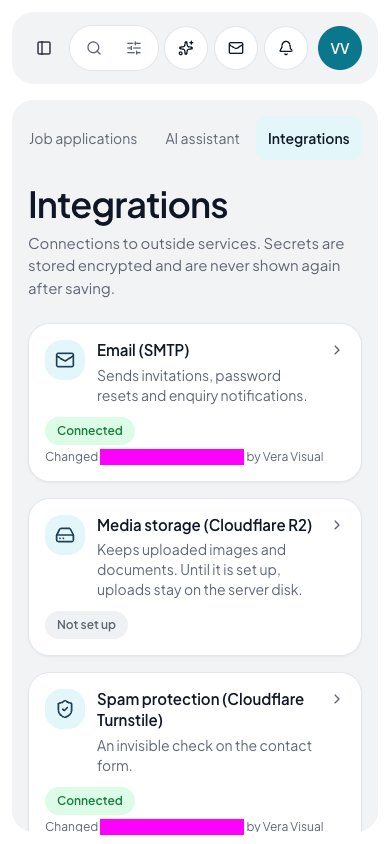 VV
Job applications
AI assistant
Integrations
Integrations
Connections to outside services. Secrets are
stored encrypted and are never shown again
after saving.
Email (SMTP)
Sends invitations, password
resets and enquiry notifications.
Connected
Changed by Vera Visual
Media storage (Cloudflare R2)
Keeps uploaded images and
documents. Until it is set up,
uploads stay on the server disk.
Not set up
Spam protection (Cloudflare
Turnstile)
An invisible check on the contact
form.
Connected
Changed by Vera Visual